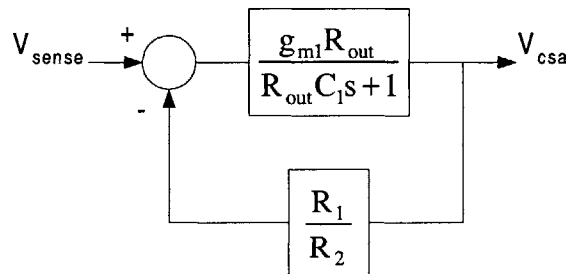 +
V_sense
g_m1 R_out
R_out C_1 s + 1
V_csa
-
R_1
R_2